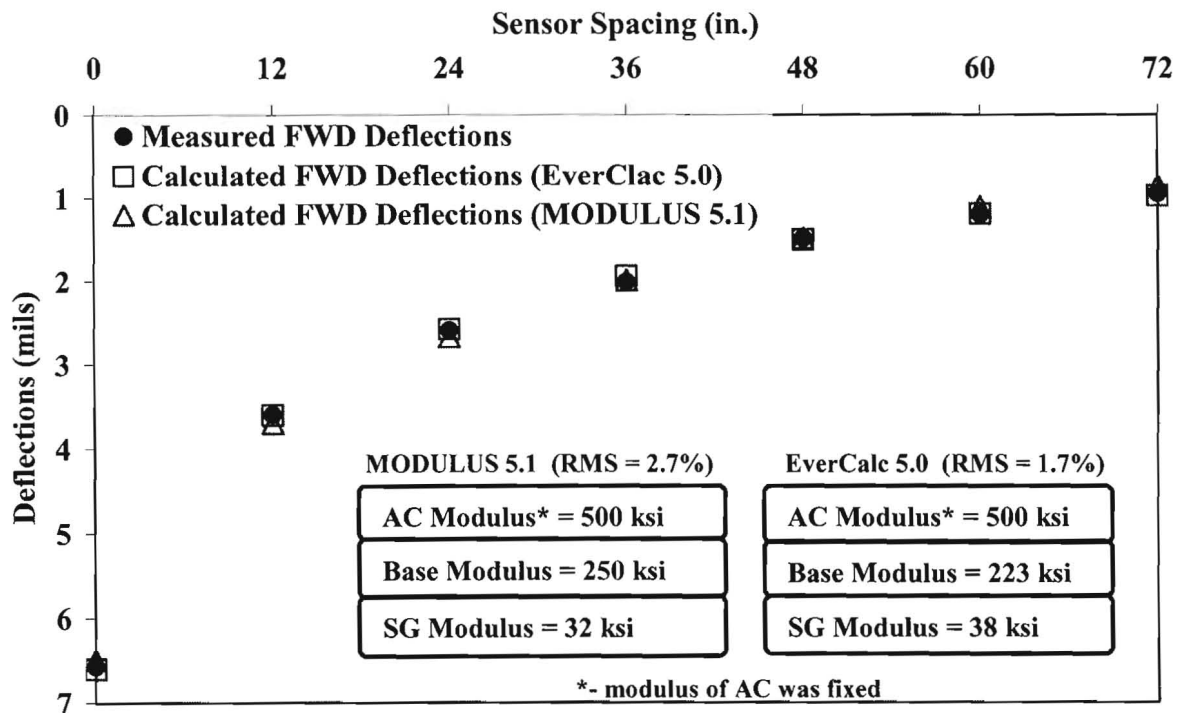 Sensor Spacing (in.)
0 12 24 36 48 60 72
Deflections (mils)
0
1
2
3
4
5
6
7
Measured FWD Deflections
Calculated FWD Deflections (EverClac 5.0)
Calculated FWD Deflections (MODULUS 5.1)
MODULUS 5.1 (RMS = 2.7%)
AC Modulus* = 500 ksi
Base Modulus = 250 ksi
SG Modulus = 32 ksi
EverCalc 5.0 (RMS = 1.7%)
AC Modulus* = 500 ksi
Base Modulus = 223 ksi
SG Modulus = 38 ksi
*- modulus of AC was fixed